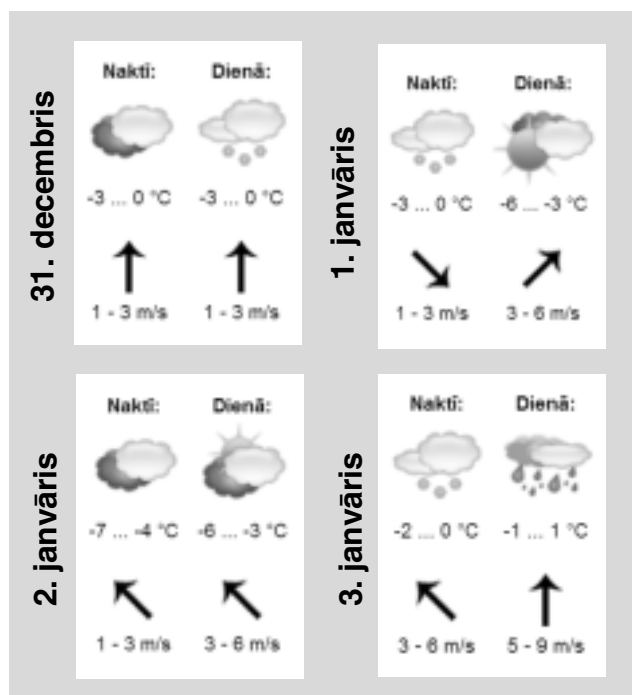 31. decembris
Naktī: Dienā:
-3 ... 0 °C -3 ... 0 °C
1 - 3 m/s 1 - 3 m/s
1. janvāris
Naktī: Dienā:
-3 ... 0 °C -6 ... -3 °C
1 - 3 m/s 3 - 6 m/s
2. janvāris
Naktī: Dienā:
-7 ... -4 °C -6 ... -3 °C
1 - 3 m/s 3 - 6 m/s
3. janvāris
Naktī: Dienā:
-2 ... 0 °C -1 ... 1 °C
3 - 6 m/s 5 - 9 m/s